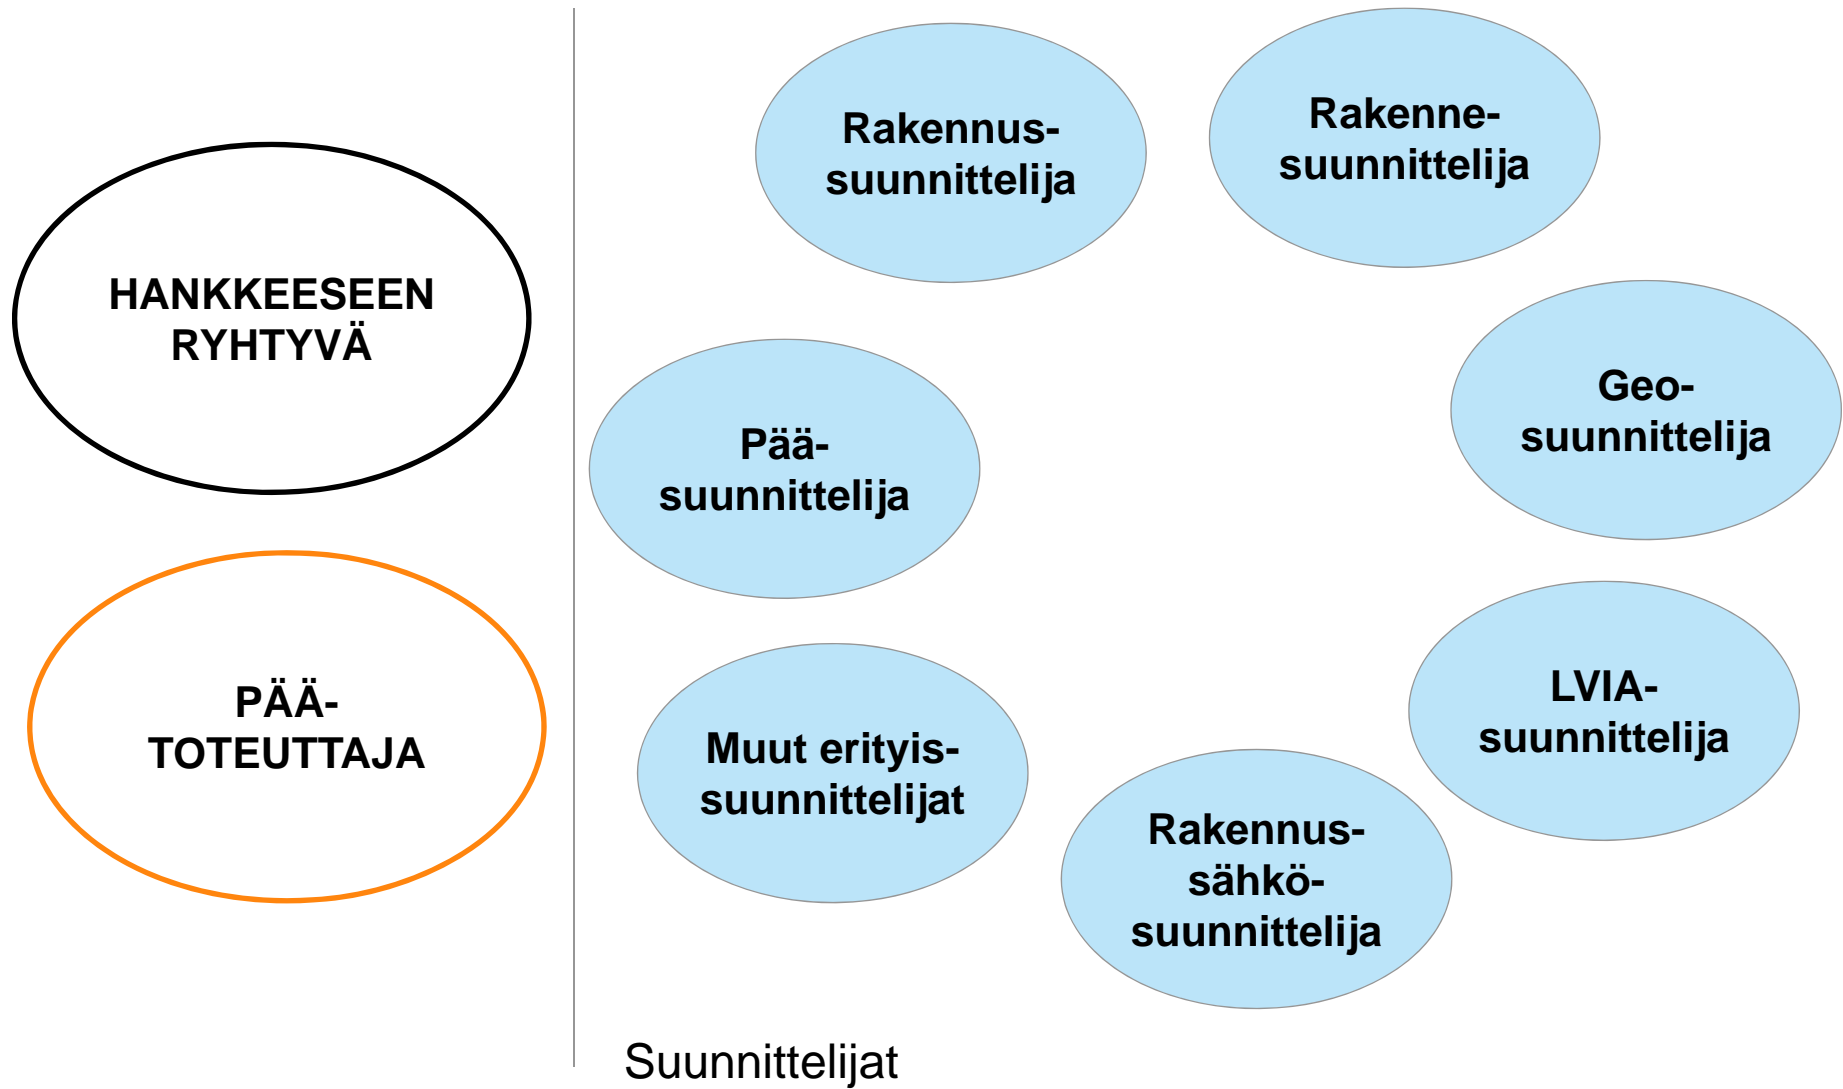 HANKKEESEEN
RYHTYVÄ
PÄÄ-
TOTEUTTAJA
Rakennus-
suunnittelija
Rakenne-
suunnittelija
Geo-
suunnittelija
Pää-
suunnittelija
LVIA-
suunnittelija
Muut erityis-
suunnittelijat
Rakennus-
sähkö-
suunnittelija
Suunnittelijat